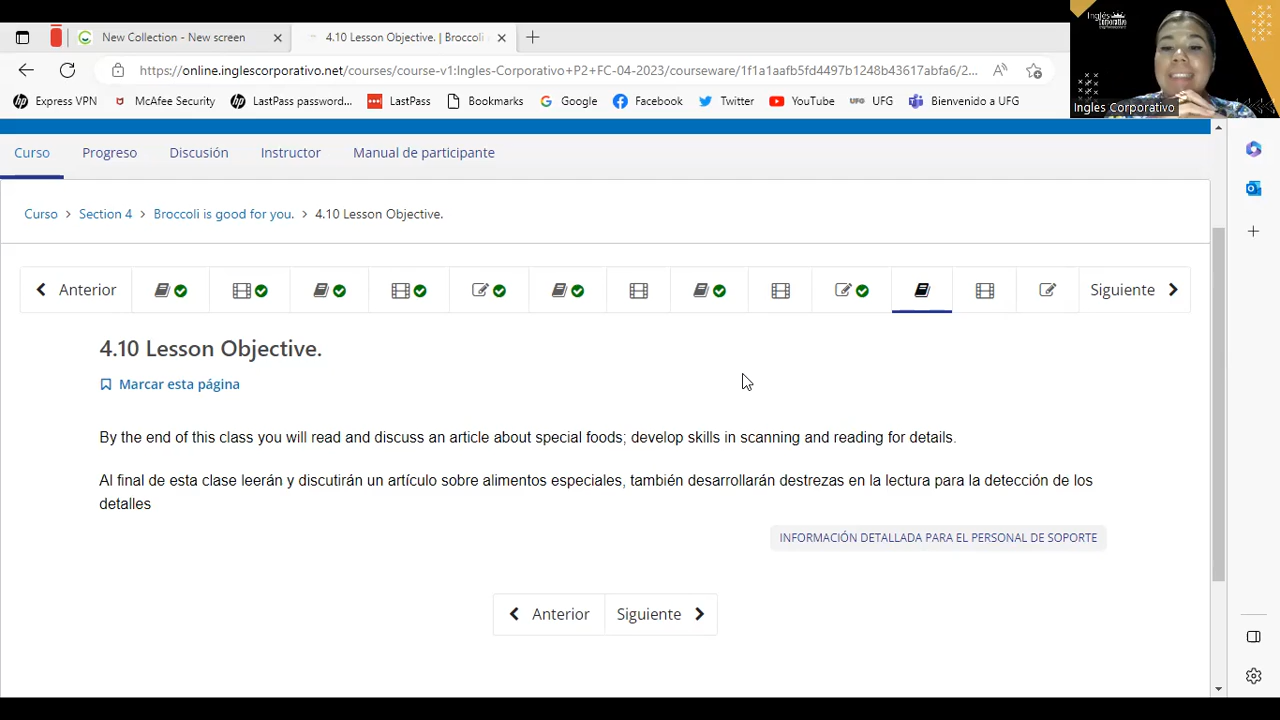 New Collection - New screen
4.10 Lesson Objective. | Broccoli
https://online.inglescorporativo.net/courses/course-v1:Ingles-Corporativo+P2+FC-04-2023/courseware/1f1a1aafb5fd4497b1248b43617abfa6/2...
Express VPN
McAfee Security
LastPass password...
LastPass
Bookmarks
Google
Facebook
Twitter
YouTube
UFG
Bienvenido a UFG
Inglés
Corporativo
Ingles Corporativo
Curso
Progreso
Discusión
Instructor
Manual de participante
Curso > Section 4 > Broccoli is good for you. > 4.10 Lesson Objective.
Anterior
Siguiente
4.10 Lesson Objective.
Marcar esta página
By the end of this class you will read and discuss an article about special foods; develop skills in scanning and reading for details.
Al final de esta clase leerán y discutirán un artículo sobre alimentos especiales, también desarrollarán destrezas en la lectura para la detección de los
detalles
INFORMACIÓN DETALLADA PARA EL PERSONAL DE SOPORTE
Anterior
Siguiente